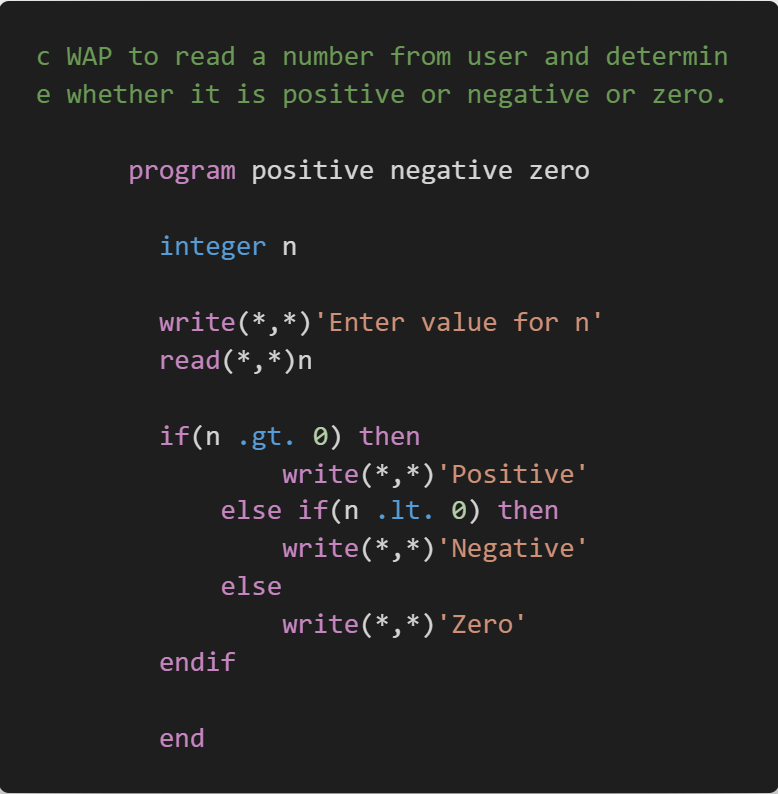 c WAP to read a number from user and determin
e whether it is positive or negative or zero.
program positive negative zero
integer n
write(*,*)'Enter value for n'
read(*,*)n
if(n .gt. 0) then
write(*,*)'Positive'
else if(n .lt. 0) then
write(*,*)'Negative'
else
write(*,*)'Zero'
endif
end